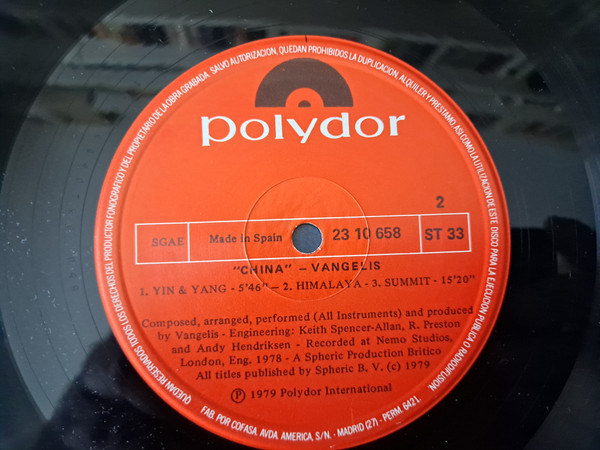 QUEDAN RESERVADOS TODOS LOS DERECHOS DEL PRODUCTOR FONOGRAFICO Y DEL PROPIETARIO DE LA OBRA GRABADA. SALVO AUTORIZACION, QUEDAN PROHIBIDOS LA DUPLICACION, ALQUILER Y PRESTAMO ASI COMO LA UTILIZACION DE ESTE DISCO PARA LA EJECUCION PUBLICA O RADIODIFUSION.
polydor
2
SGAE Made in Spain 23 10 658 ST 33
"CHINA" - VANGELIS
1. YIN & YANG - 5'46" - 2. HIMALAYA - 3. SUMMIT - 15'20"
Composed, arranged, performed (All Instruments) and produced
by Vangelis - Engineering: Keith Spencer-Allan, R. Preston
and Andy Hendriksen - Recorded at Nemo Studios,
London, Eng. 1978 - A Spheric Production Britico
All titles published by Spheric B. V. (c) 1979
Ⓟ 1979 Polydor International
FAB. POR COFASA. AVDA. AMERICA, S/N. - MADRID (27) - PERM. 6421.